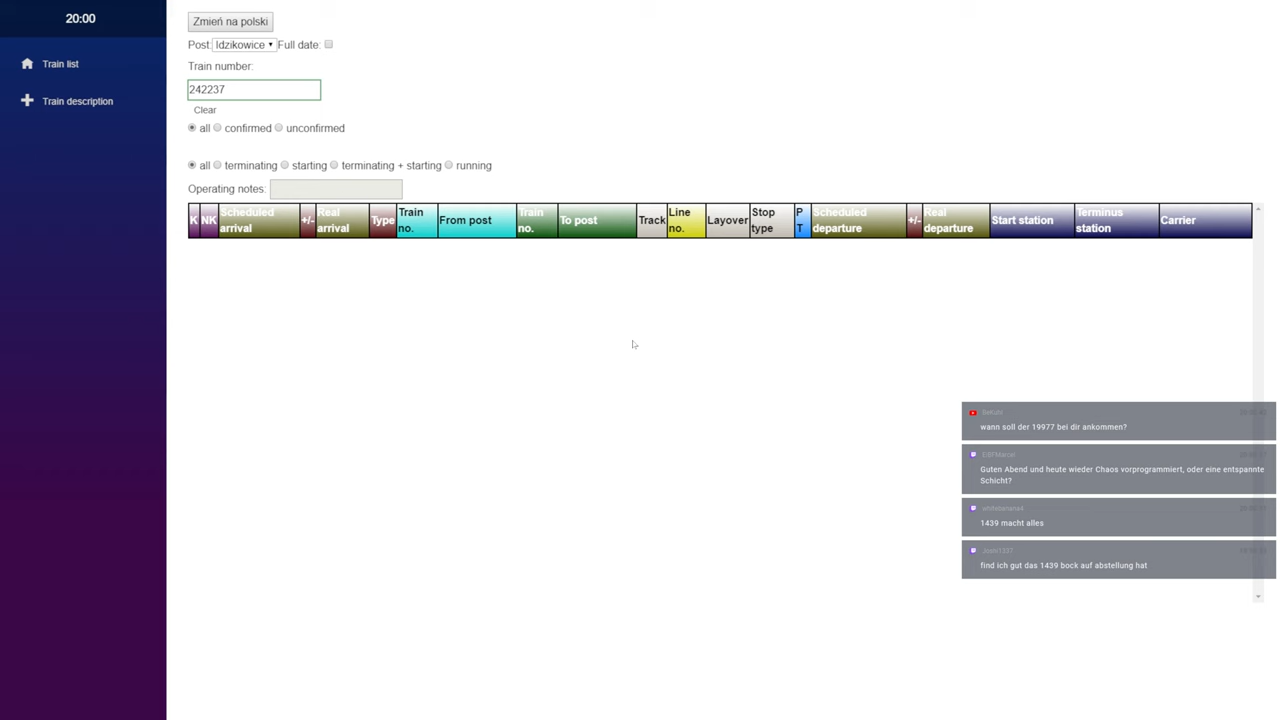 20:00
Train list
Train description
Zmień na polski
Post: Idzikowice Full date:
Train number:
242237
Clear
all confirmed unconfirmed
all terminating starting terminating + starting running
Operating notes:
K NK Scheduled arrival +/- Real arrival Type Train no. From post Train no. To post Track Line no. Layover Stop type P T Scheduled departure +/- Real departure Start station Terminus station Carrier
wann soll der 19977 bei dir ankommen?
EIBFMarcel
Guten Abend und heute wieder Chaos vorprogrammiert, oder eine entspannte
Schicht?
1439 macht alles
Joshi1337
find ich gut das 1439 bock auf abstellung hat